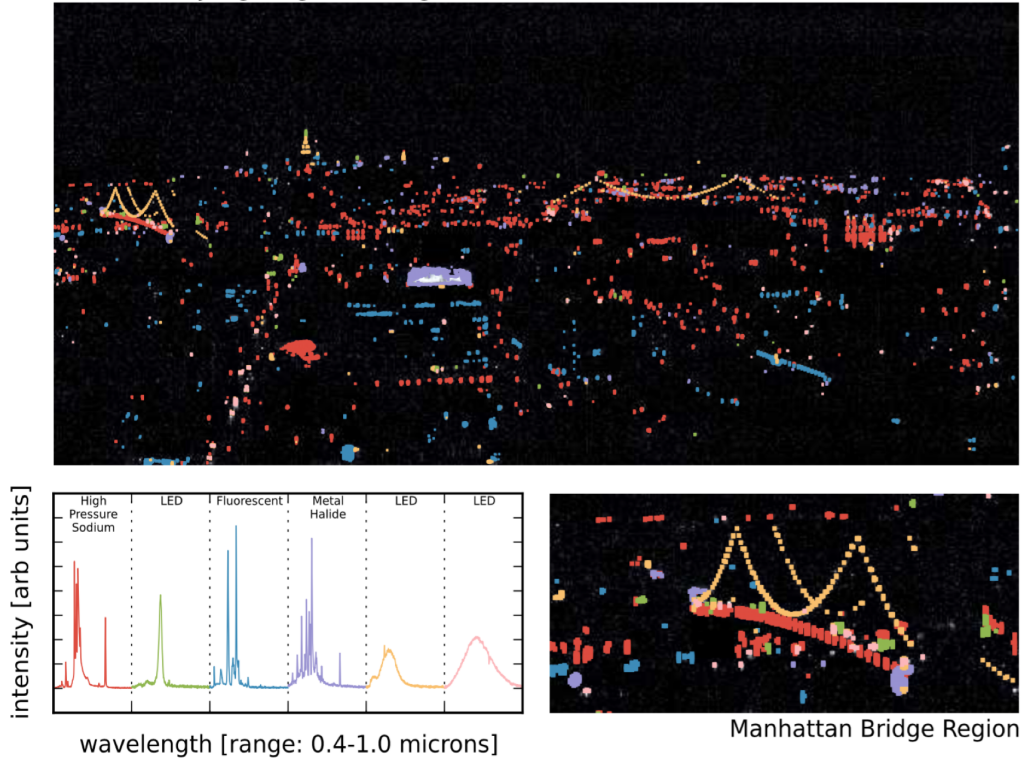 High
Pressure
Sodium
LED
Fluorescent
Metal
Halide
LED
LED
intensity [arb units]
wavelength [range: 0.4-1.0 microns]
Manhattan Bridge Region